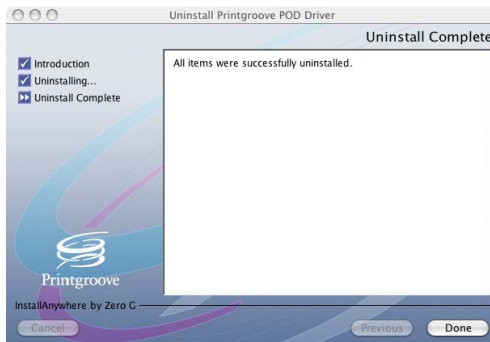 Uninstall Printgroove POD Driver
Uninstall Complete
Introduction
Uninstalling...
Uninstall Complete
All items were successfully uninstalled.
Printgroove
InstallAnywhere by Zero G
Cancel
Previous
Done